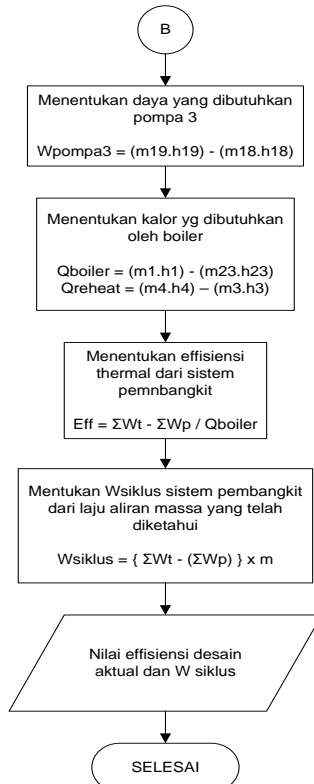 B
Menentukan daya yang dibutuhkan
pompa 3
Wpompa3 = (m19.h19) - (m18.h18)
Menentukan kalor yg dibutuhkan
oleh boiler
Qboiler = (m1.h1) - (m23.h23)
Qreheat = (m4.h4) – (m3.h3)
Menentukan effisiensi
thermal dari sistem
pemnbangkit
Eff = ΣWt - ΣWp / Qboiler
Mentukan Wsiklus sistem pembangkit
dari laju aliran massa yang telah
diketahui
Wsiklus = { ΣWt - (ΣWp) } x m
Nilai effisiensi desain
aktual dan W siklus
SELESAI